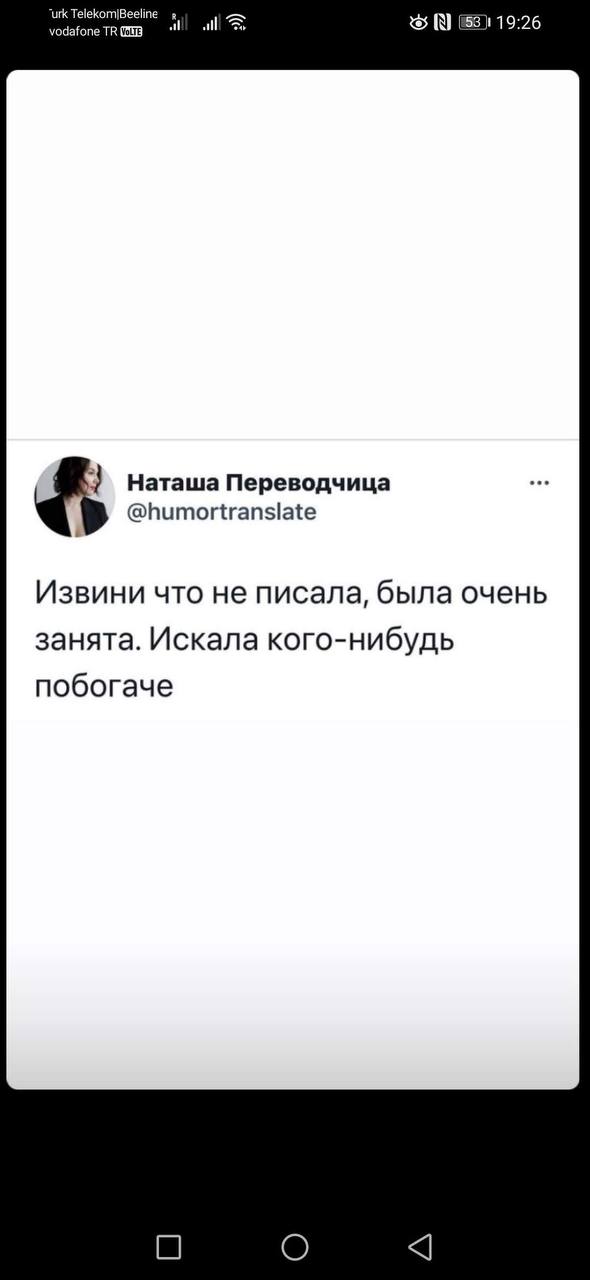 urk Telekom|Beeline
vodafone TR VoLTE
R
53 19:26
Наташа Переводчица
@humortranslate
Извини что не писала, была очень
занята. Искала кого-нибудь
побогаче